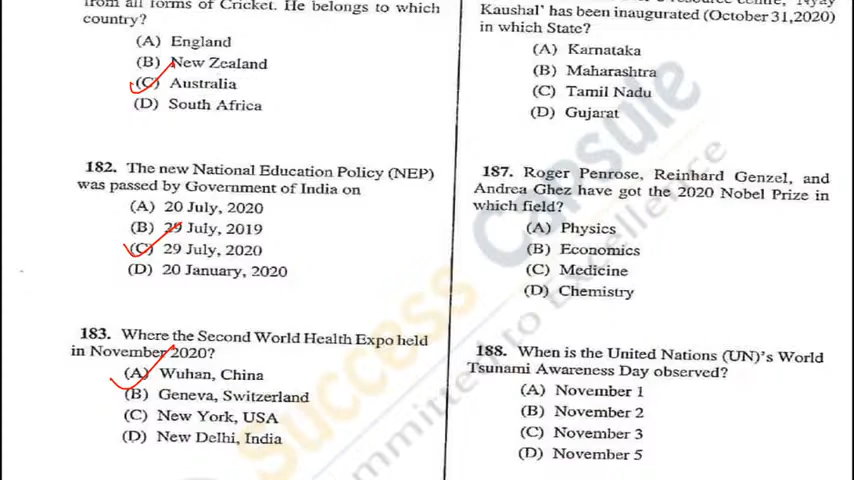 from all forms of Cricket. He belongs to which
country?
(A) England
(B) New Zealand
(C) Australia
(D) South Africa
182. The new National Education Policy (NEP)
was passed by Government of India on
(A) 20 July, 2020
(B) 29 July, 2019
(C) 29 July, 2020
(D) 20 January, 2020
183. Where the Second World Health Expo held
in November 2020?
(A) Wuhan, China
(B) Geneva, Switzerland
(C) New York, USA
(D) New Delhi, India
Kaushal' has been inaugurated (October 31,2020)
in which State?
(A) Karnataka
(B) Maharashtra
(C) Tamil Nadu
(D) Gujarat
187. Roger Penrose, Reinhard Genzel, and
Andrea Ghez have got the 2020 Nobel Prize in
which field?
(A) Physics
(B) Economics
(C) Medicine
(D) Chemistry
188. When is the United Nations (UN)'s World
Tsunami Awareness Day observed?
(A) November 1
(B) November 2
(C) November 3
(D) November 5
Success Capsule
mmitted to Excellence